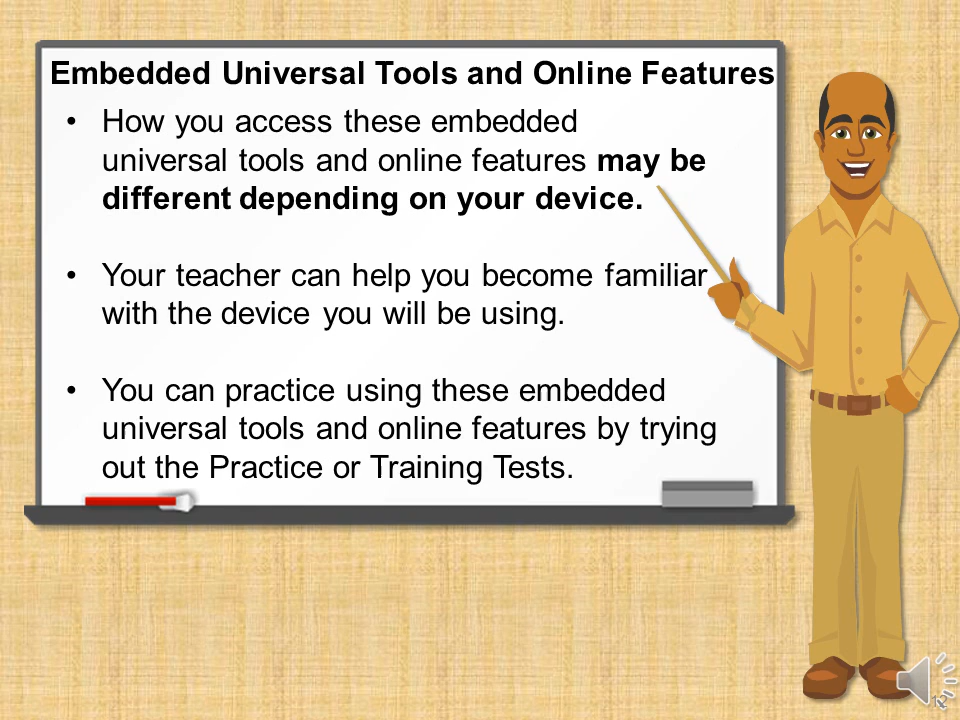 Embedded Universal Tools and Online Features
• How you access these embedded
universal tools and online features may be
different depending on your device.
• Your teacher can help you become familiar
with the device you will be using.
• You can practice using these embedded
universal tools and online features by trying
out the Practice or Training Tests.
12